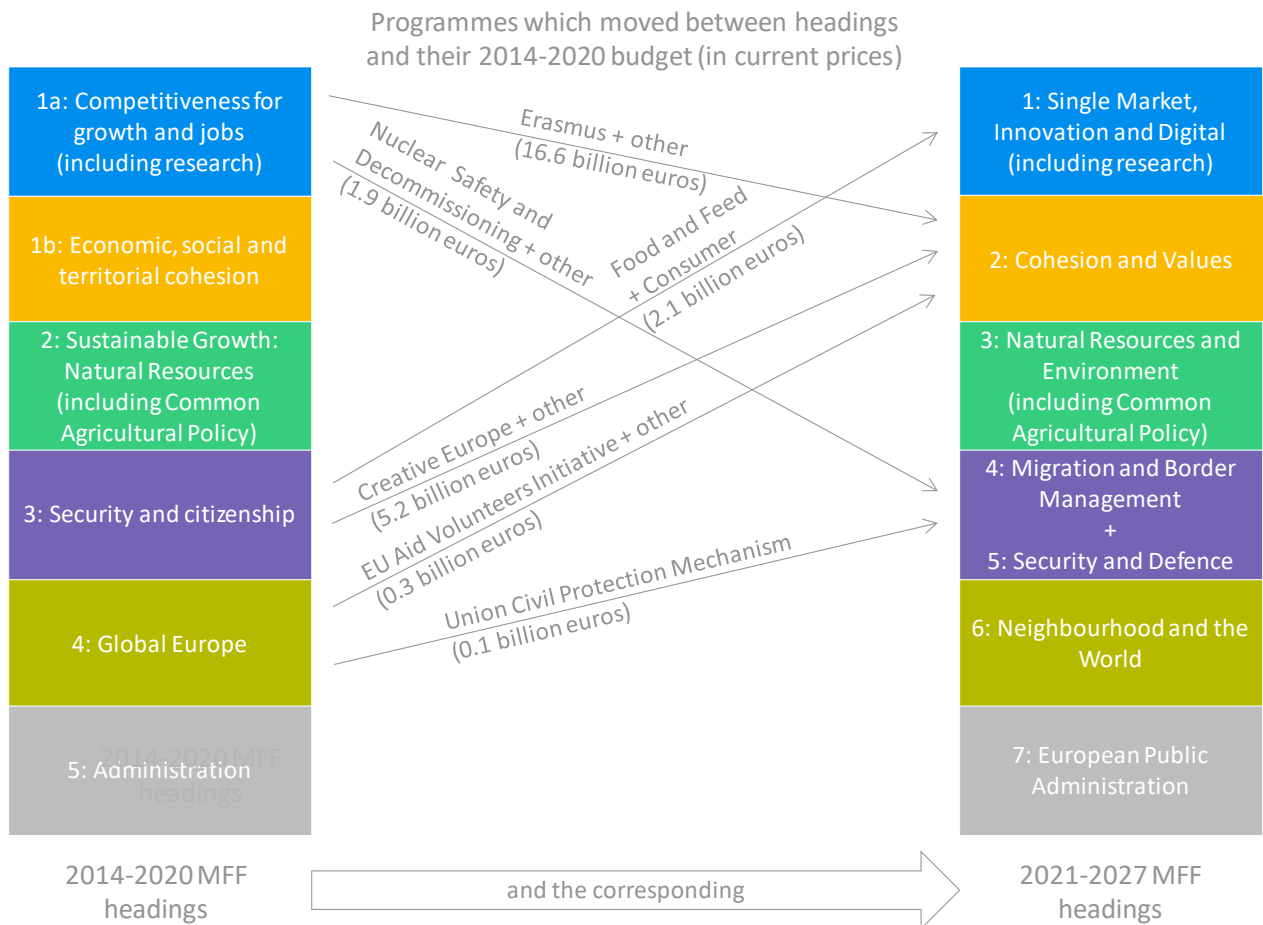 Programmes which moved between headings
and their 2014-2020 budget (in current prices)
1a: Competitiveness for
growth and jobs
(including research)
1b: Economic, social and
territorial cohesion
2: Sustainable Growth:
Natural Resources
(including Common
Agricultural Policy)
3: Security and citizenship
4: Global Europe
2014-2020 MFF
5: Administration
headings
Erasmus + other
(16.6 billion euros)
Nuclear Safety and
Decommissioning + other
(1.9 billion euros)
Food and Feed
+ Consumer
(2.1 billion euros)
Creative Europe + other
(5.2 billion euros)
EU Aid Volunteers Initiative + other
(0.3 billion euros)
Union Civil Protection Mechanism
(0.1 billion euros)
1: Single Market,
Innovation and Digital
(including research)
2: Cohesion and Values
3: Natural Resources and
Environment
(including Common
Agricultural Policy)
4: Migration and Border
Management
+
5: Security and Defence
6: Neighbourhood and the
World
7: European Public
Administration
2014-2020 MFF
headings
and the corresponding
2021-2027 MFF
headings